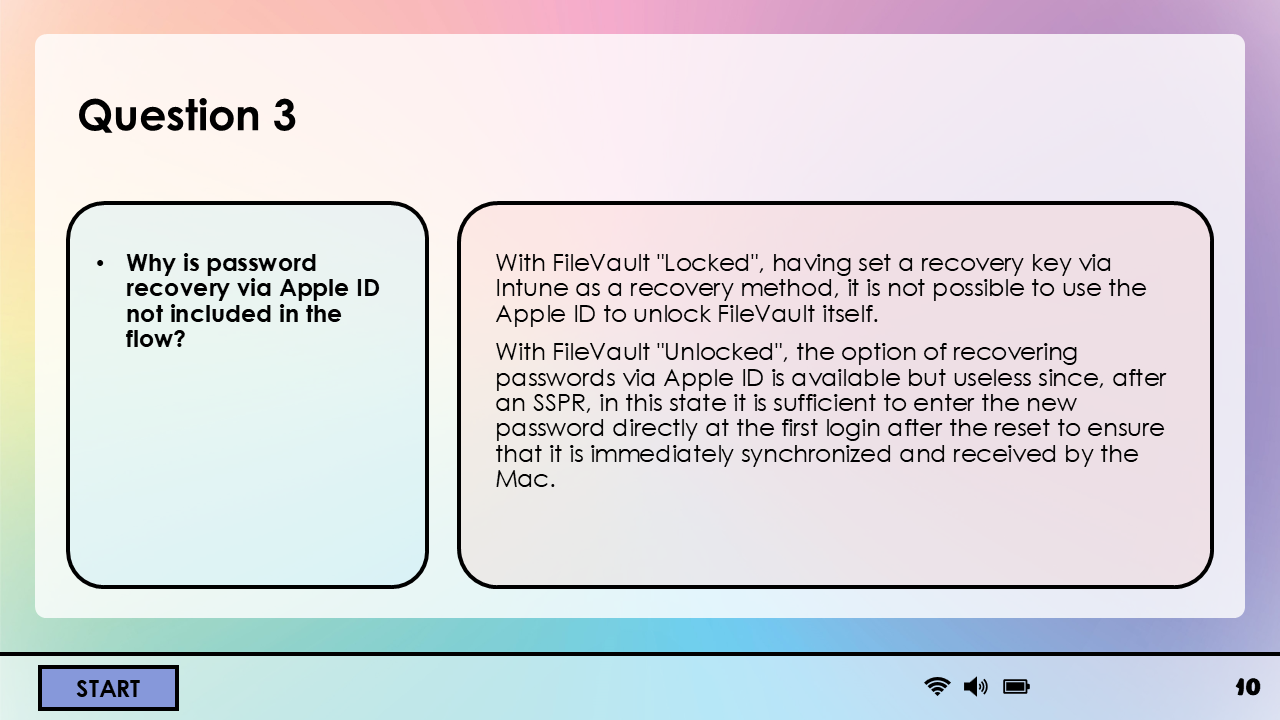 Question 3
• Why is password
recovery via Apple ID
not included in the
flow?
With FileVault "Locked", having set a recovery key via
Intune as a recovery method, it is not possible to use the
Apple ID to unlock FileVault itself.
With FileVault "Unlocked", the option of recovering
passwords via Apple ID is available but useless since, after
an SSPR, in this state it is sufficient to enter the new
password directly at the first login after the reset to ensure
that it is immediately synchronized and received by the
Mac.
START
10